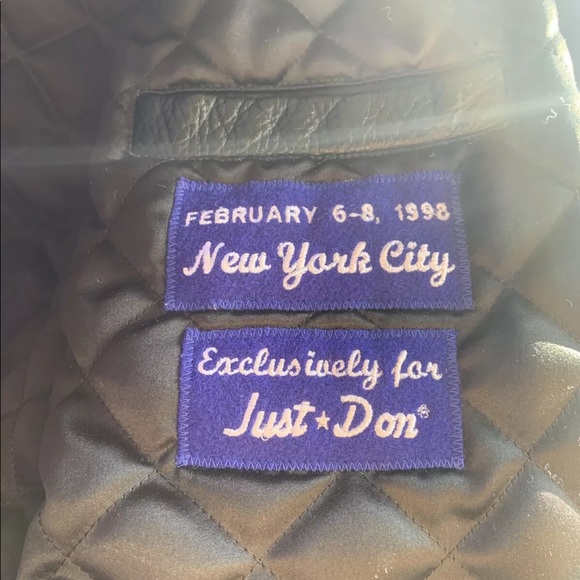 FEBRUARY 6-8, 1998
New York City
Exclusively for
Just★Don®